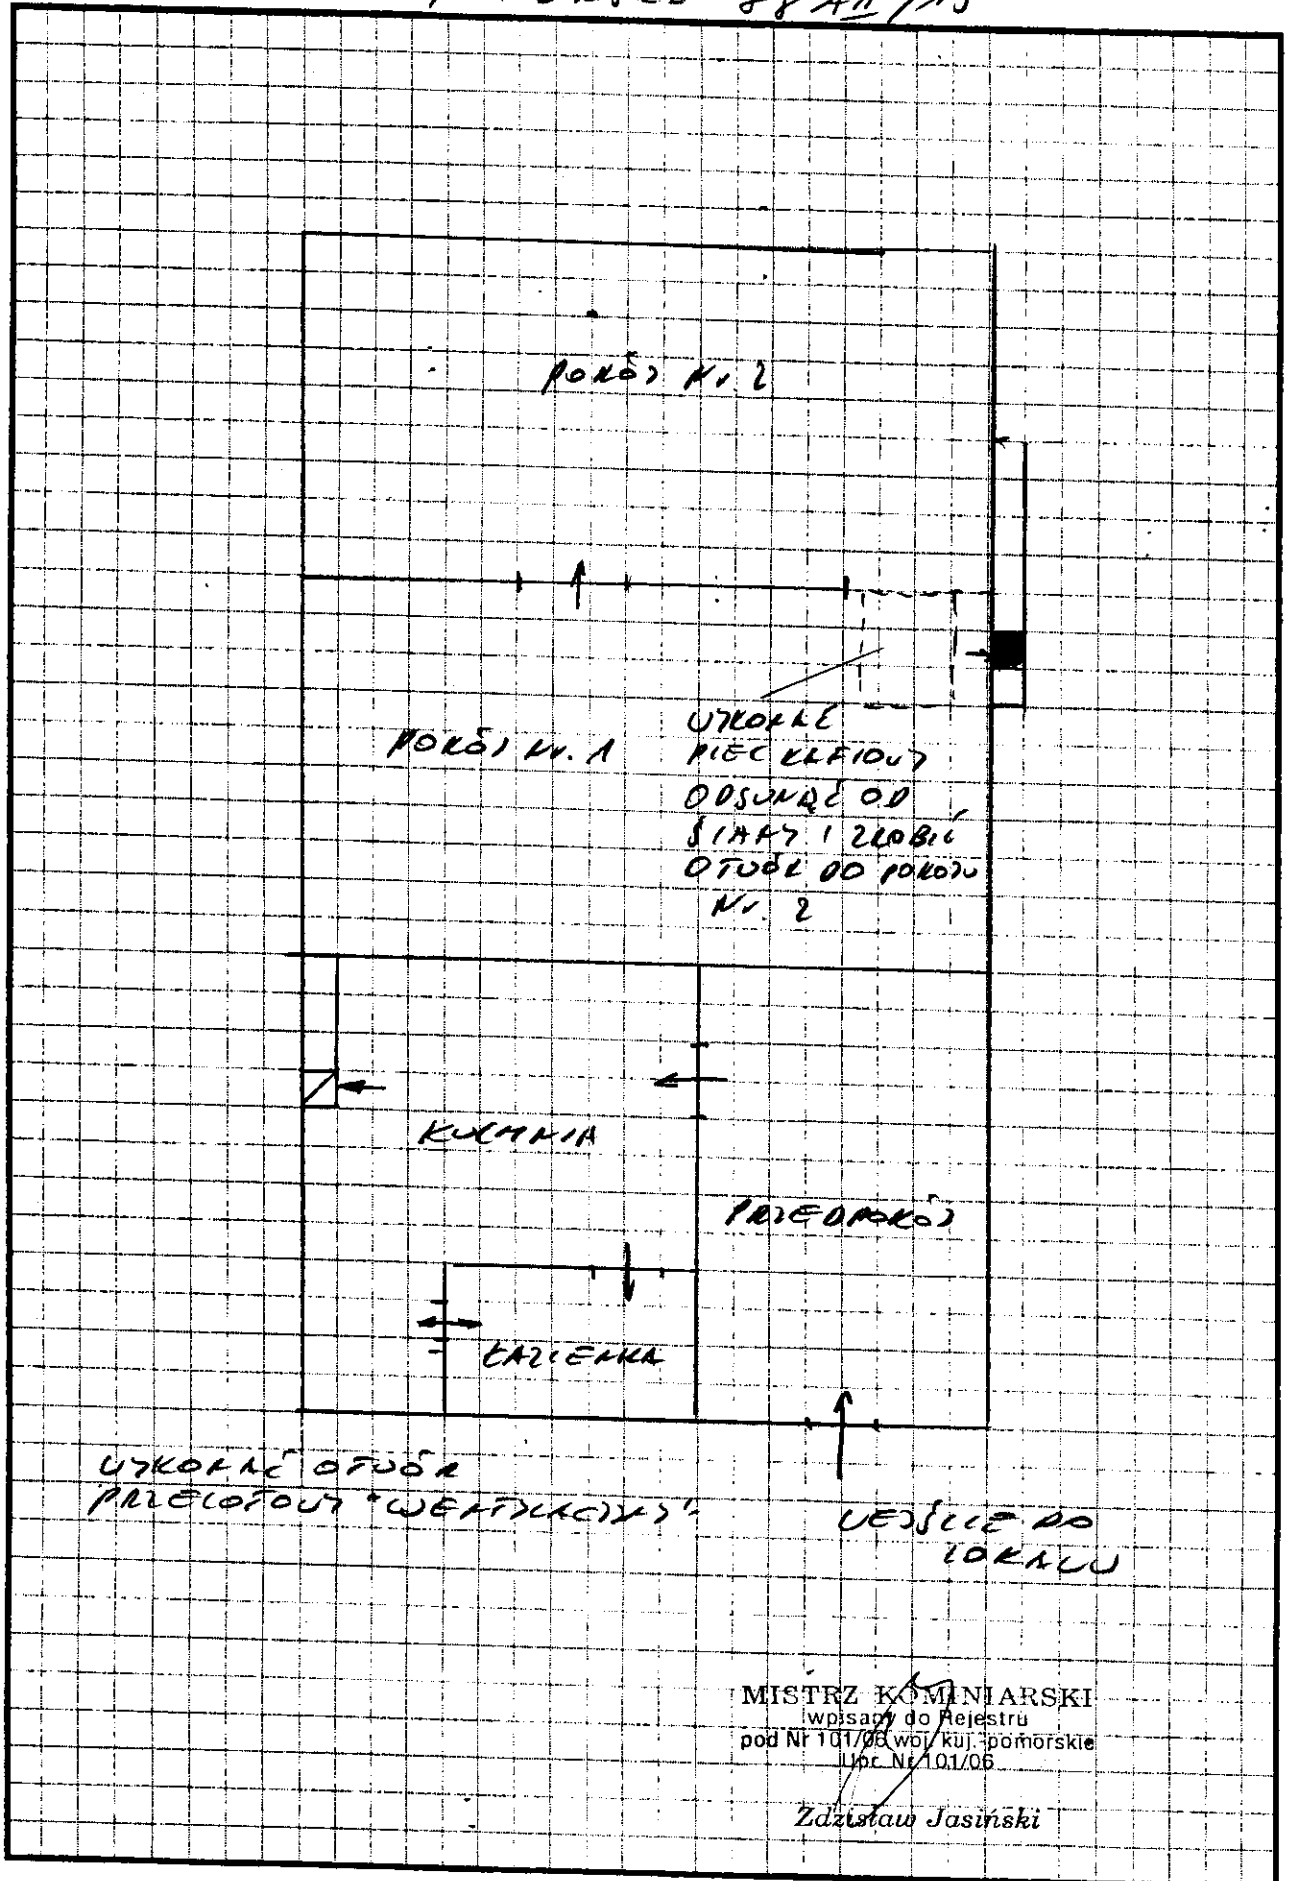 POKÓJ Nr. 2
POKÓJ Nr. 1
WYKONAĆ
PIEC KAFLOWY
ODSUNĄĆ OD
ŚIANY I ZROBIĆ
OTWÓR DO POKOJU
Nr. 2
KUCHNIA
PRZEDPOKÓJ
ŁAZIENKA
WYKONAĆ OTWÓR
PRZELOTOWY "WENTYLACYJNY"
WEJŚCIE DO
LOKALU
MISTRZ KOMINIARSKI
wpisany do Rejestru
pod Nr 101/06 woj. kuj.-pomorskie
Upr. Nr 101/06
Zdzisław Jasiński